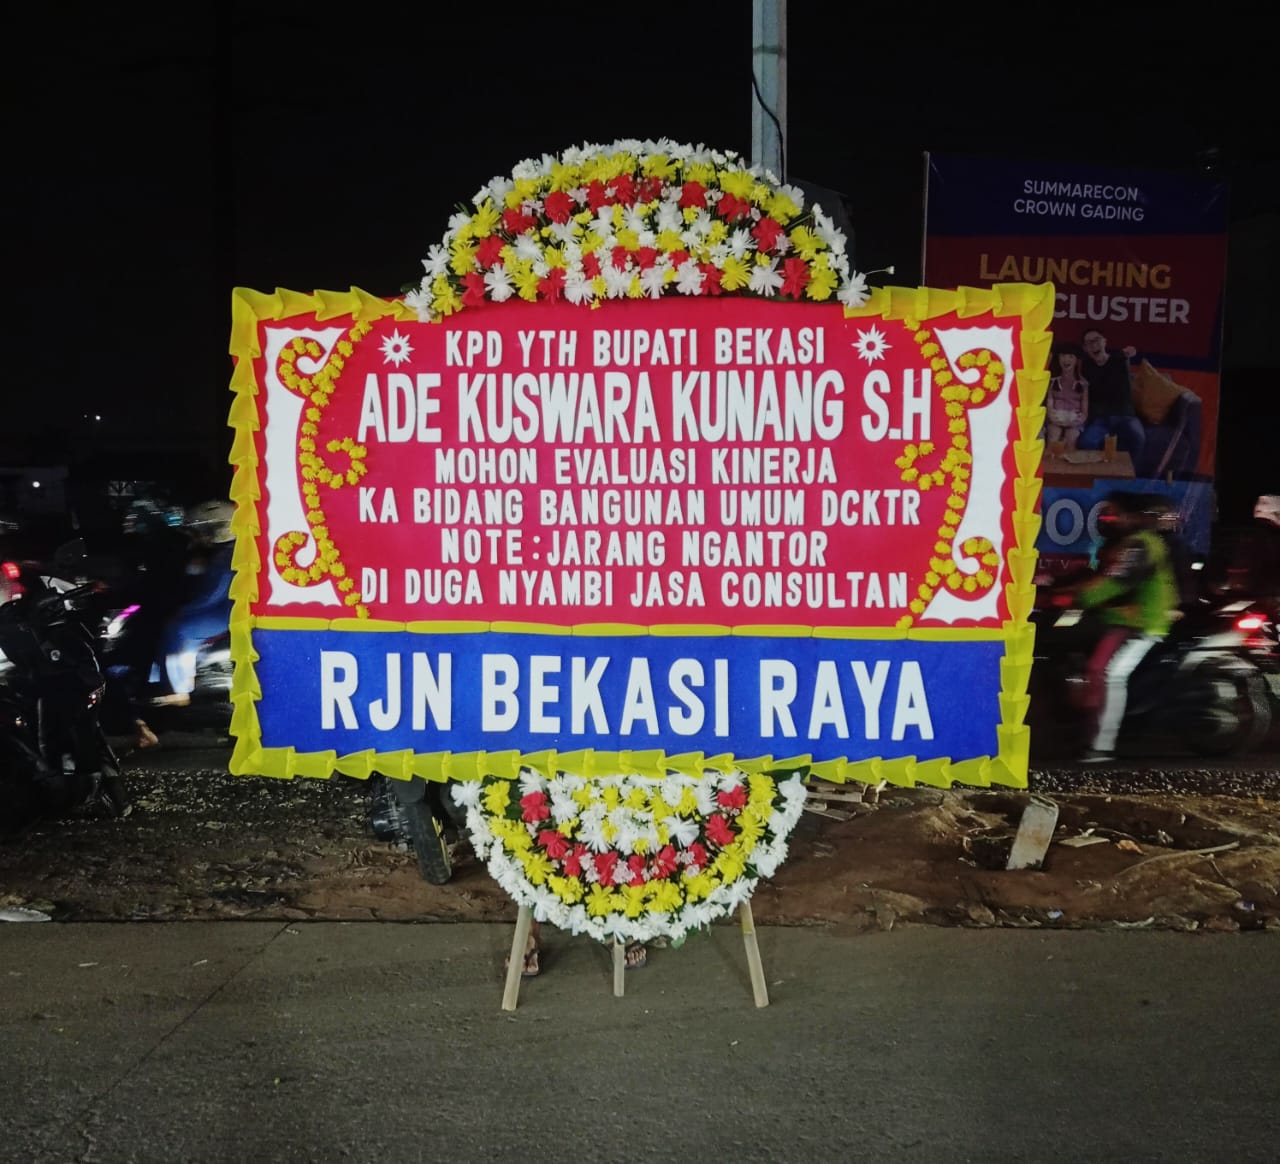 SUMMARECON
CROWN GADING
LAUNCHING
CLUSTER
KPD YTH BUPATI BEKASI
ADE KUSWARA KUNANG S.H
MOHON EVALUASI KINERJA
KA BIDANG BANGUNAN UMUM DCKTR
NOTE : JARANG NGANTOR
DI DUGA NYAMBI JASA CONSULTAN
RJN BEKASI RAYA